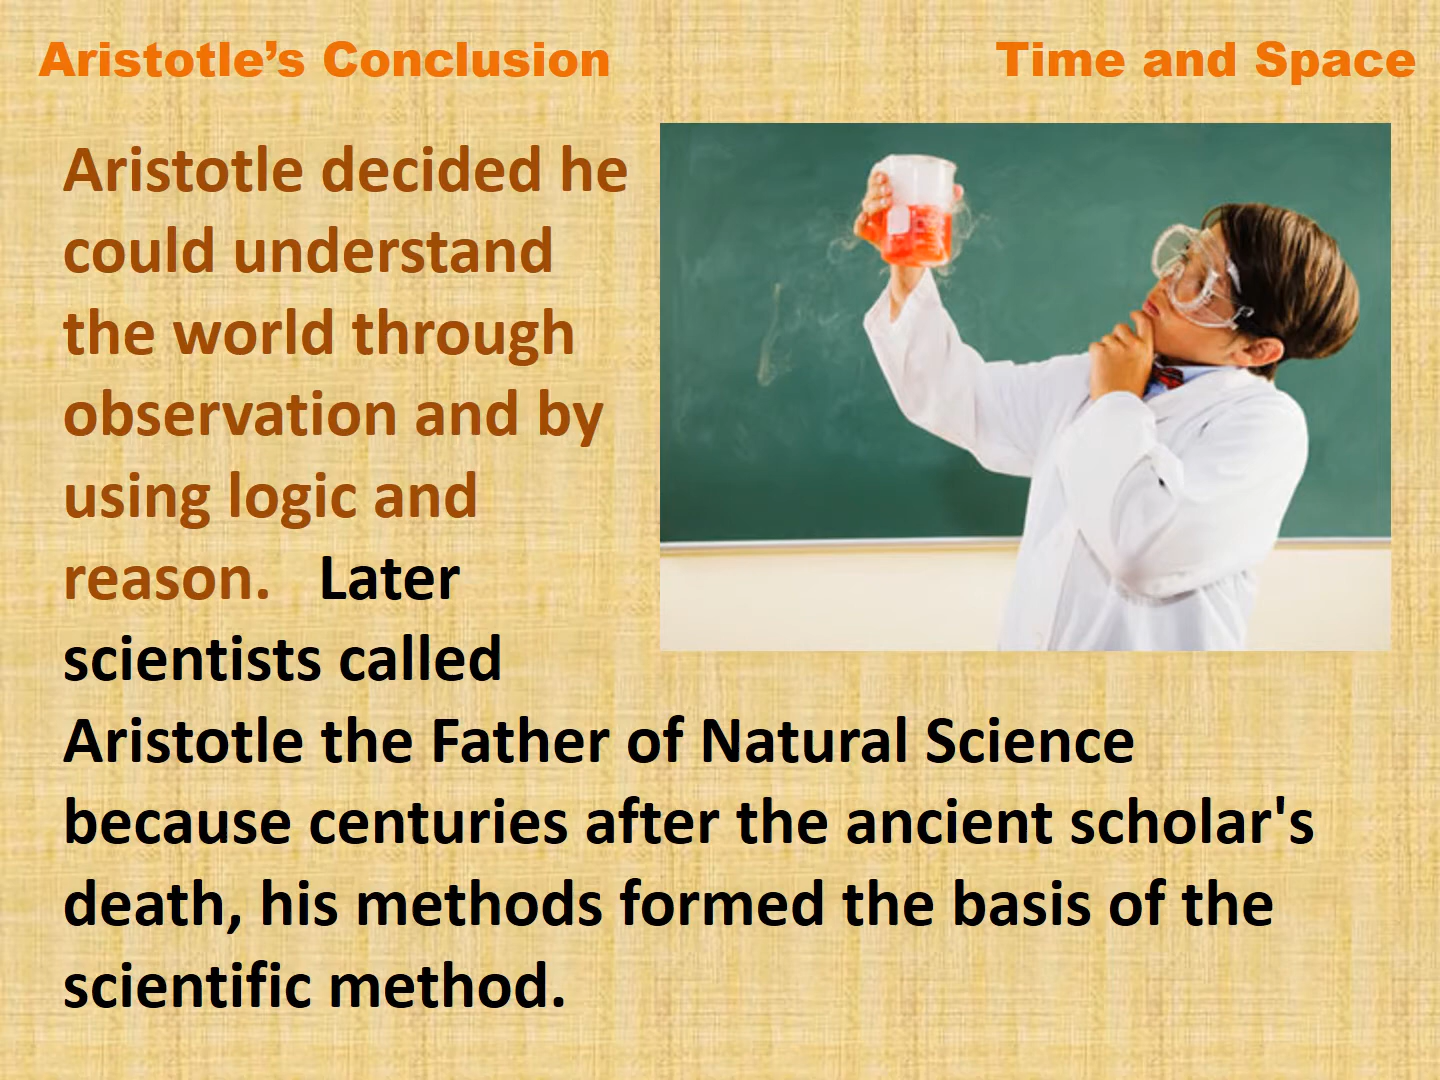 Aristotle’s Conclusion
Time and Space
Aristotle decided he
could understand
the world through
observation and by
using logic and
reason.   Later
scientists called
Aristotle the Father of Natural Science
because centuries after the ancient scholar's
death, his methods formed the basis of the
scientific method.